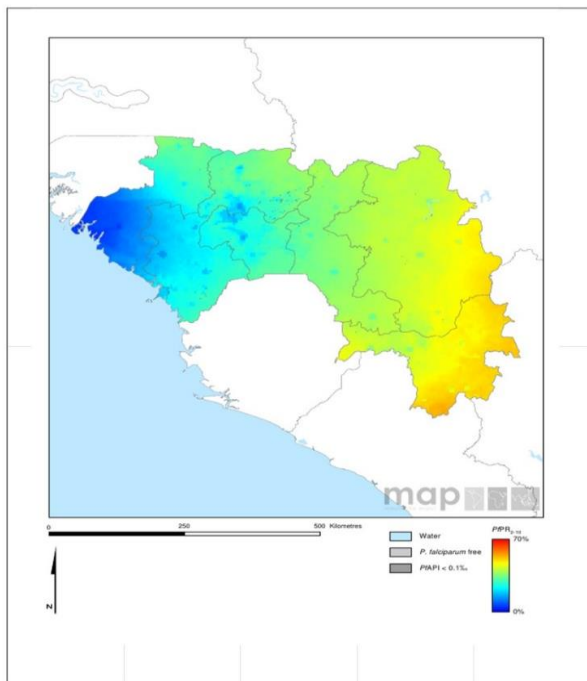 map
0 250 500 Kilometres
Water
P. falciparum free
PfAPI < 0.1‰
PfPR2-10
70%
0%
N